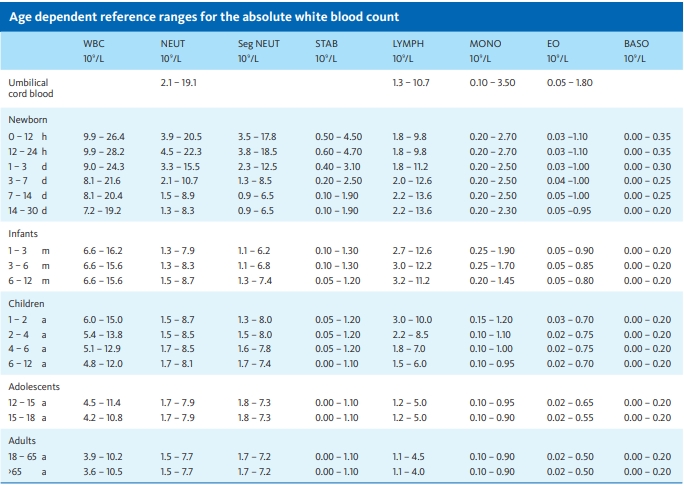 Age dependent reference ranges for the absolute white blood count
WBC NEUT Seg NEUT STAB LYMPH MONO EO BASO
10⁹/L 10⁹/L 10⁹/L 10⁹/L 10⁹/L 10⁹/L 10⁹/L 10⁹/L
Umbilical 2.1 – 19.1 1.3 – 10.7 0.10 – 3.50 0.05 – 1.80
cord blood
Newborn
0 – 12 h 9.9 – 26.4 3.9 – 20.5 3.5 – 17.8 0.50 – 4.50 1.8 – 9.8 0.20 – 2.70 0.03 –1.10 0.00 – 0.35
12 – 24 h 9.9 – 28.2 4.5 – 22.3 3.8 – 18.5 0.60 – 4.70 1.8 – 9.8 0.20 – 2.70 0.03 –1.10 0.00 – 0.35
1 – 3 d 9.0 – 24.3 3.3 – 15.5 2.3 – 12.5 0.40 – 3.10 1.8 – 11.2 0.20 – 2.50 0.03 –1.00 0.00 – 0.30
3 – 7 d 8.1 – 21.6 2.1 – 10.7 1.3 – 8.5 0.20 – 2.50 2.0 – 12.6 0.20 – 2.50 0.04 –1.00 0.00 – 0.25
7 – 14 d 8.1 – 20.4 1.5 – 8.9 0.9 – 6.5 0.10 – 1.90 2.2 – 13.6 0.20 – 2.50 0.05 –1.00 0.00 – 0.25
14 – 30 d 7.2 – 19.2 1.3 – 8.3 0.9 – 6.5 0.10 – 1.90 2.2 – 13.6 0.20 – 2.30 0.05 –0.95 0.00 – 0.20
Infants
1 – 3 m 6.6 – 16.2 1.3 – 7.9 1.1 – 6.2 0.10 – 1.30 2.7 – 12.6 0.25 – 1.90 0.05 – 0.90 0.00 – 0.20
3 – 6 m 6.6 – 15.6 1.3 – 8.3 1.1 – 6.8 0.10 – 1.30 3.0 – 12.2 0.25 – 1.70 0.05 – 0.85 0.00 – 0.20
6 – 12 m 6.6 – 15.6 1.5 – 8.7 1.3 – 7.4 0.05 – 1.20 3.2 – 11.2 0.20 – 1.45 0.05 – 0.80 0.00 – 0.20
Children
1 – 2 a 6.0 – 15.0 1.5 – 8.7 1.3 – 8.0 0.05 – 1.20 3.0 – 10.0 0.15 – 1.20 0.03 – 0.70 0.00 – 0.20
2 – 4 a 5.4 – 13.8 1.5 – 8.5 1.5 – 8.0 0.05 – 1.20 2.2 – 8.5 0.10 – 1.10 0.02 – 0.75 0.00 – 0.20
4 – 6 a 5.1 – 12.9 1.7 – 8.5 1.6 – 7.8 0.05 – 1.20 1.8 – 7.0 0.10 – 1.00 0.02 – 0.75 0.00 – 0.20
6 – 12 a 4.8 – 12.0 1.7 – 8.1 1.7 – 7.4 0.00 – 1.10 1.5 – 6.0 0.10 – 0.95 0.02 – 0.70 0.00 – 0.20
Adolescents
12 – 15 a 4.5 – 11.4 1.7 – 7.9 1.8 – 7.3 0.00 – 1.10 1.2 – 5.0 0.10 – 0.95 0.02 – 0.65 0.00 – 0.20
15 – 18 a 4.2 – 10.8 1.7 – 7.9 1.8 – 7.3 0.00 – 1.10 1.2 – 5.0 0.10 – 0.90 0.02 – 0.55 0.00 – 0.20
Adults
18 – 65 a 3.9 – 10.2 1.5 – 7.7 1.7 – 7.2 0.00 – 1.10 1.1 – 4.5 0.10 – 0.90 0.02 – 0.50 0.00 – 0.20
>65 a 3.6 – 10.5 1.5 – 7.7 1.7 – 7.2 0.00 – 1.10 1.1 – 4.0 0.10 – 0.90 0.02 – 0.50 0.00 – 0.20